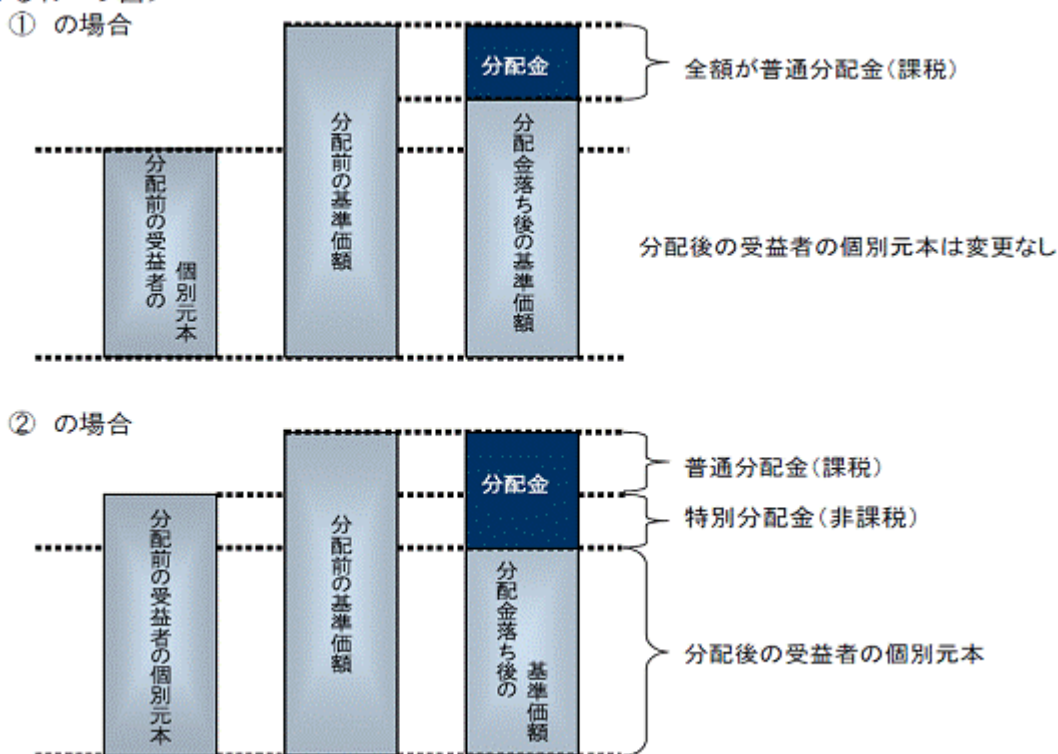 ① の場合
分配金
全額が普通分配金(課税)
分配前の受益者の
個別元本
分配前の基準価額
分配金落ち後の基準価額
分配後の受益者の個別元本は変更なし
② の場合
分配金
普通分配金(課税)
特別分配金(非課税)
分配前の受益者の個別元本
分配前の基準価額
分配金落ち後の
基準価額
分配後の受益者の個別元本